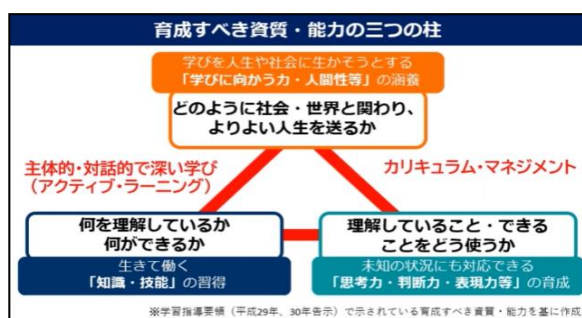 育成すべき資質・能力の三つの柱
学びを人生や社会に生かそうとする
「学びに向かう力・人間性等」の涵養
どのように社会・世界と関わり、
よりよい人生を送るか
主体的・対話的で深い学び
(アクティブ・ラーニング)
カリキュラム・マネジメント
何を理解しているか
何ができるか
生きて働く
「知識・技能」の習得
理解していること・できる
ことをどう使うか
未知の状況にも対応できる
「思考力・判断力・表現力等」の育成
※学習指導要領(平成29年、30年告示)で示されている育成すべき資質・能力を基に作成